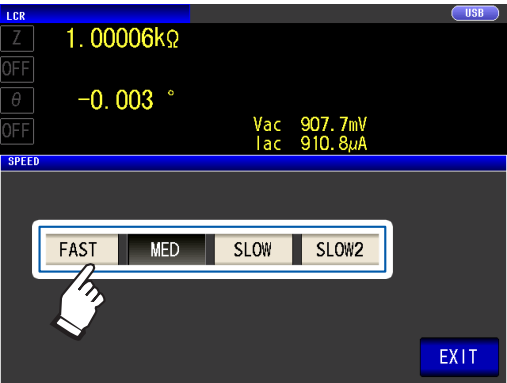 LCR USB
Z 1.00006kΩ
OFF
θ -0.003 °
OFF Vac 907.7mV
Iac 910.8μA
SPEED
FAST MED SLOW SLOW2
EXIT